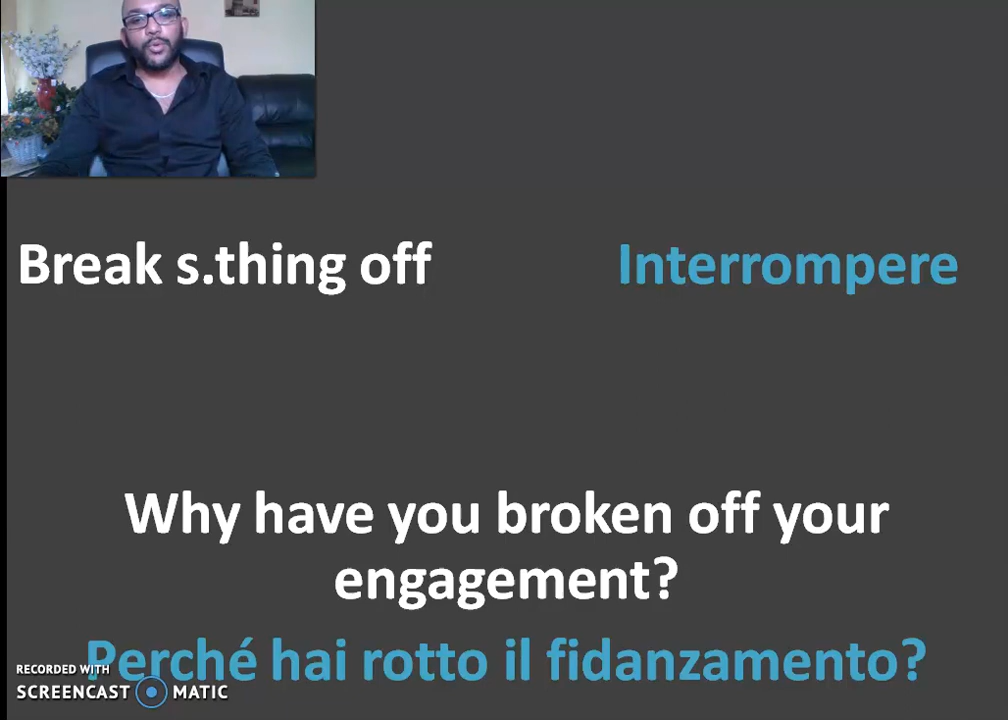 Break s.thing off Interrompere
Why have you broken off your
engagement?
Perché hai rotto il fidanzamento?
RECORDED WITH
SCREENCAST MATIC